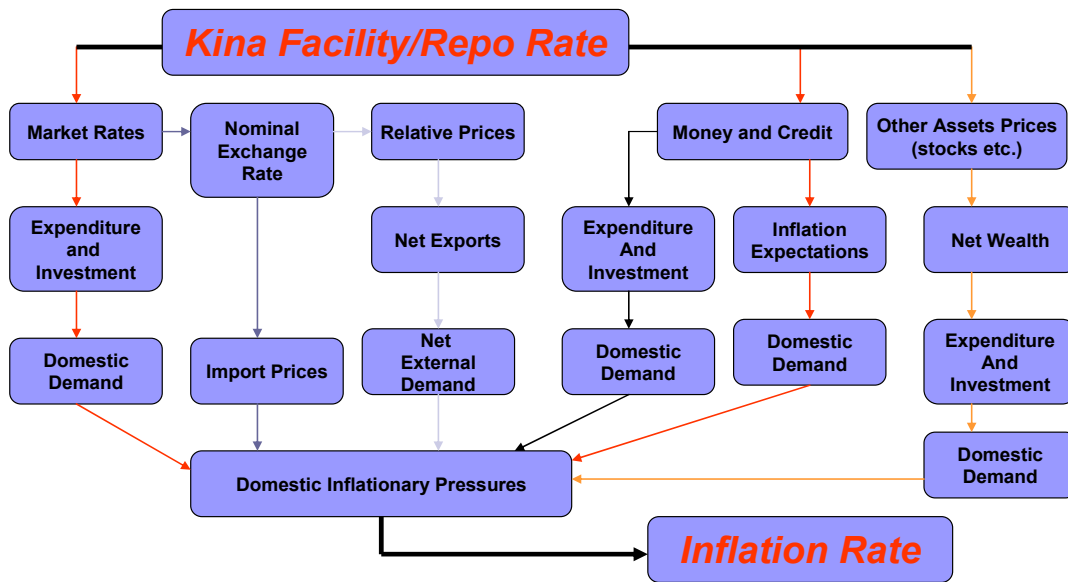 Kina Facility/Repo Rate
Market Rates
Nominal
Exchange
Rate
Relative Prices
Money and Credit
Other Assets Prices
(stocks etc.)
Expenditure
and
Investment
Net Exports
Expenditure
And
Investment
Inflation
Expectations
Net Wealth
Domestic
Demand
Import Prices
Net
External
Demand
Domestic
Demand
Domestic
Demand
Expenditure
And
Investment
Domestic
Demand
Domestic Inflationary Pressures
Inflation Rate